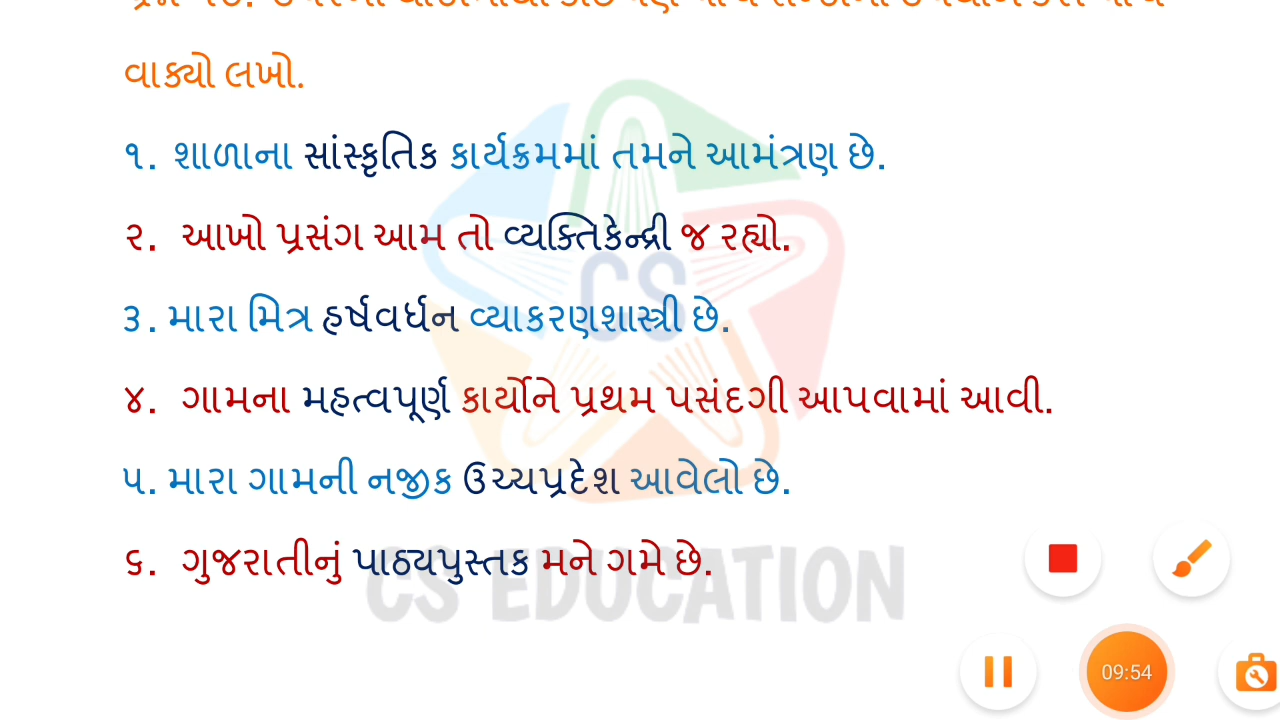 વાક્યો લખો.
૧. શાળાના સાંસ્કૃતિક કાર્યક્રમમાં તમને આમંત્રણ છે.
૨. આખો પ્રસંગ આમ તો વ્યક્તિકેન્દ્રી જ રહ્યો.
૩. મારા મિત્ર હર્ષવર્ધન વ્યાકરણશાસ્ત્રી છે.
૪. ગામના મહત્વપૂર્ણ કાર્યોને પ્રથમ પસંદગી આપવામાં આવી.
૫. મારા ગામની નજીક ઉચ્ચપ્રદેશ આવેલો છે.
૬. ગુજરાતીનું પાઠ્યપુસ્તક મને ગમે છે.
CS
CS EDUCATION
09:54